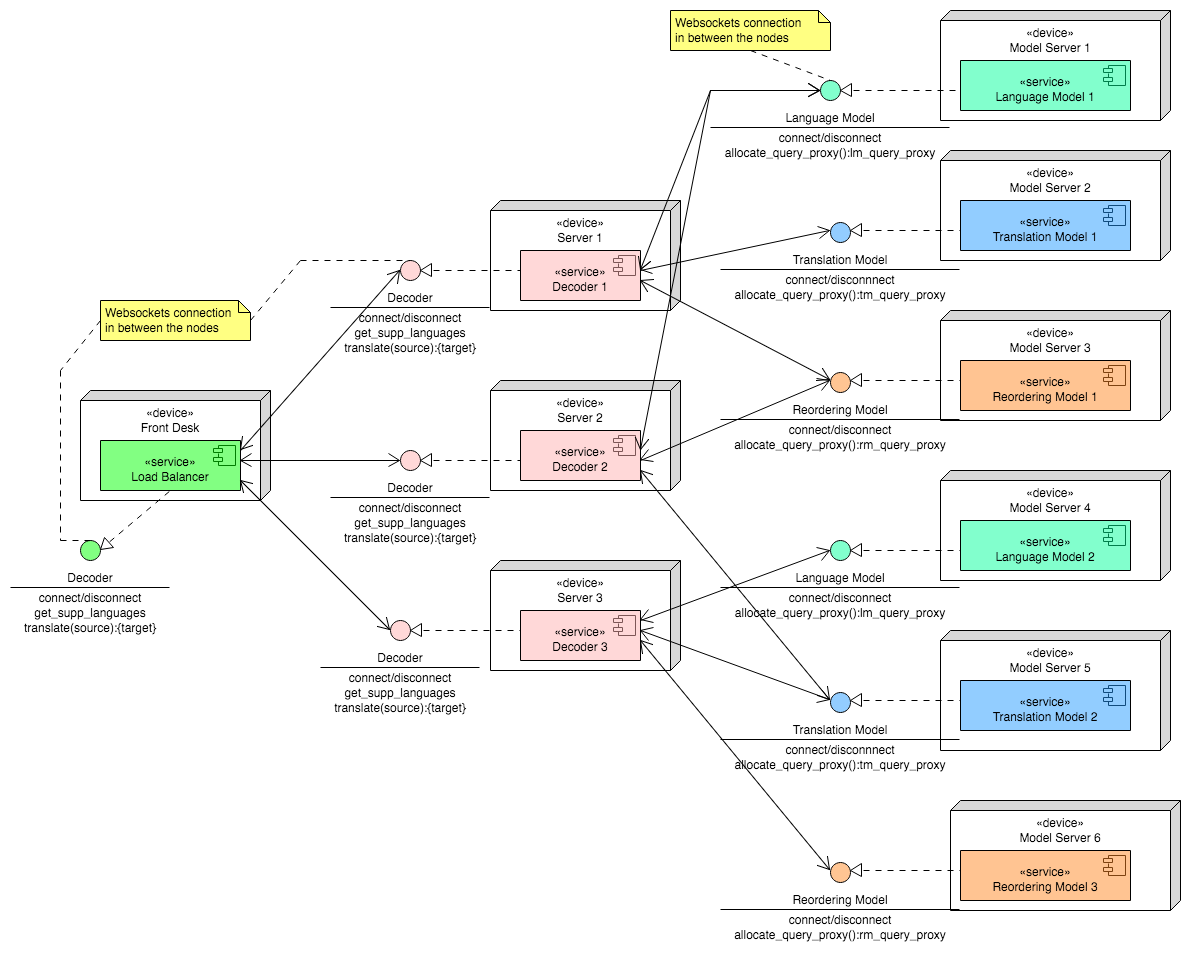 Websockets connection
in between the nodes
«device»
Model Server 1
«service»
Language Model 1
Language Model
connect/disconnect
allocate_query_proxy():lm_query_proxy
«device»
Model Server 2
«service»
Translation Model 1
Translation Model
connect/disconnnect
allocate_query_proxy():tm_query_proxy
«device»
Server 1
«service»
Decoder 1
Decoder
connect/disconnect
get_supp_languages
translate(source):{target}
Websockets connection
in between the nodes
«device»
Model Server 3
«service»
Reordering Model 1
Reordering Model
connect/disconnect
allocate_query_proxy():rm_query_proxy
«device»
Front Desk
«service»
Load Balancer
«device»
Server 2
«service»
Decoder 2
Decoder
connect/disconnect
get_supp_languages
translate(source):{target}
«device»
Model Server 4
«service»
Language Model 2
Language Model
connect/disconnect
allocate_query_proxy():lm_query_proxy
Decoder
connect/disconnect
get_supp_languages
translate(source):{target}
«device»
Server 3
«service»
Decoder 3
Decoder
connect/disconnect
get_supp_languages
translate(source):{target}
«device»
Model Server 5
«service»
Translation Model 2
Translation Model
connect/disconnnect
allocate_query_proxy():tm_query_proxy
«device»
Model Server 6
«service»
Reordering Model 3
Reordering Model
connect/disconnect
allocate_query_proxy():rm_query_proxy